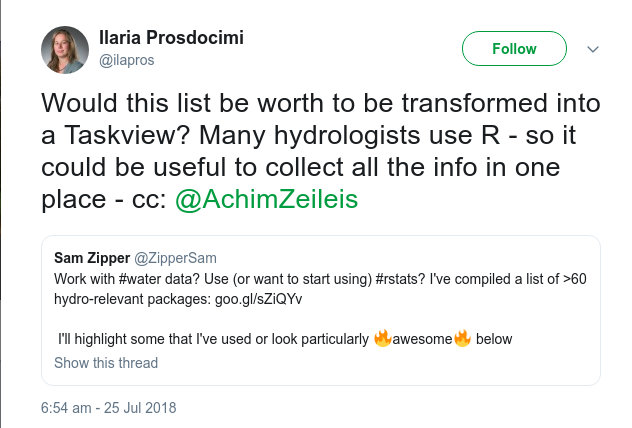 Ilaria Prosdocimi
@ilapros
Follow
Would this list be worth to be transformed into
a Taskview? Many hydrologists use R - so it
could be useful to collect all the info in one
place - cc: @AchimZeileis
Sam Zipper @ZipperSam
Work with #water data? Use (or want to start using) #rstats? I've compiled a list of >60
hydro-relevant packages: goo.gl/sZiQYv
I'll highlight some that I've used or look particularly 🔥awesome🔥 below
Show this thread
6:54 am - 25 Jul 2018